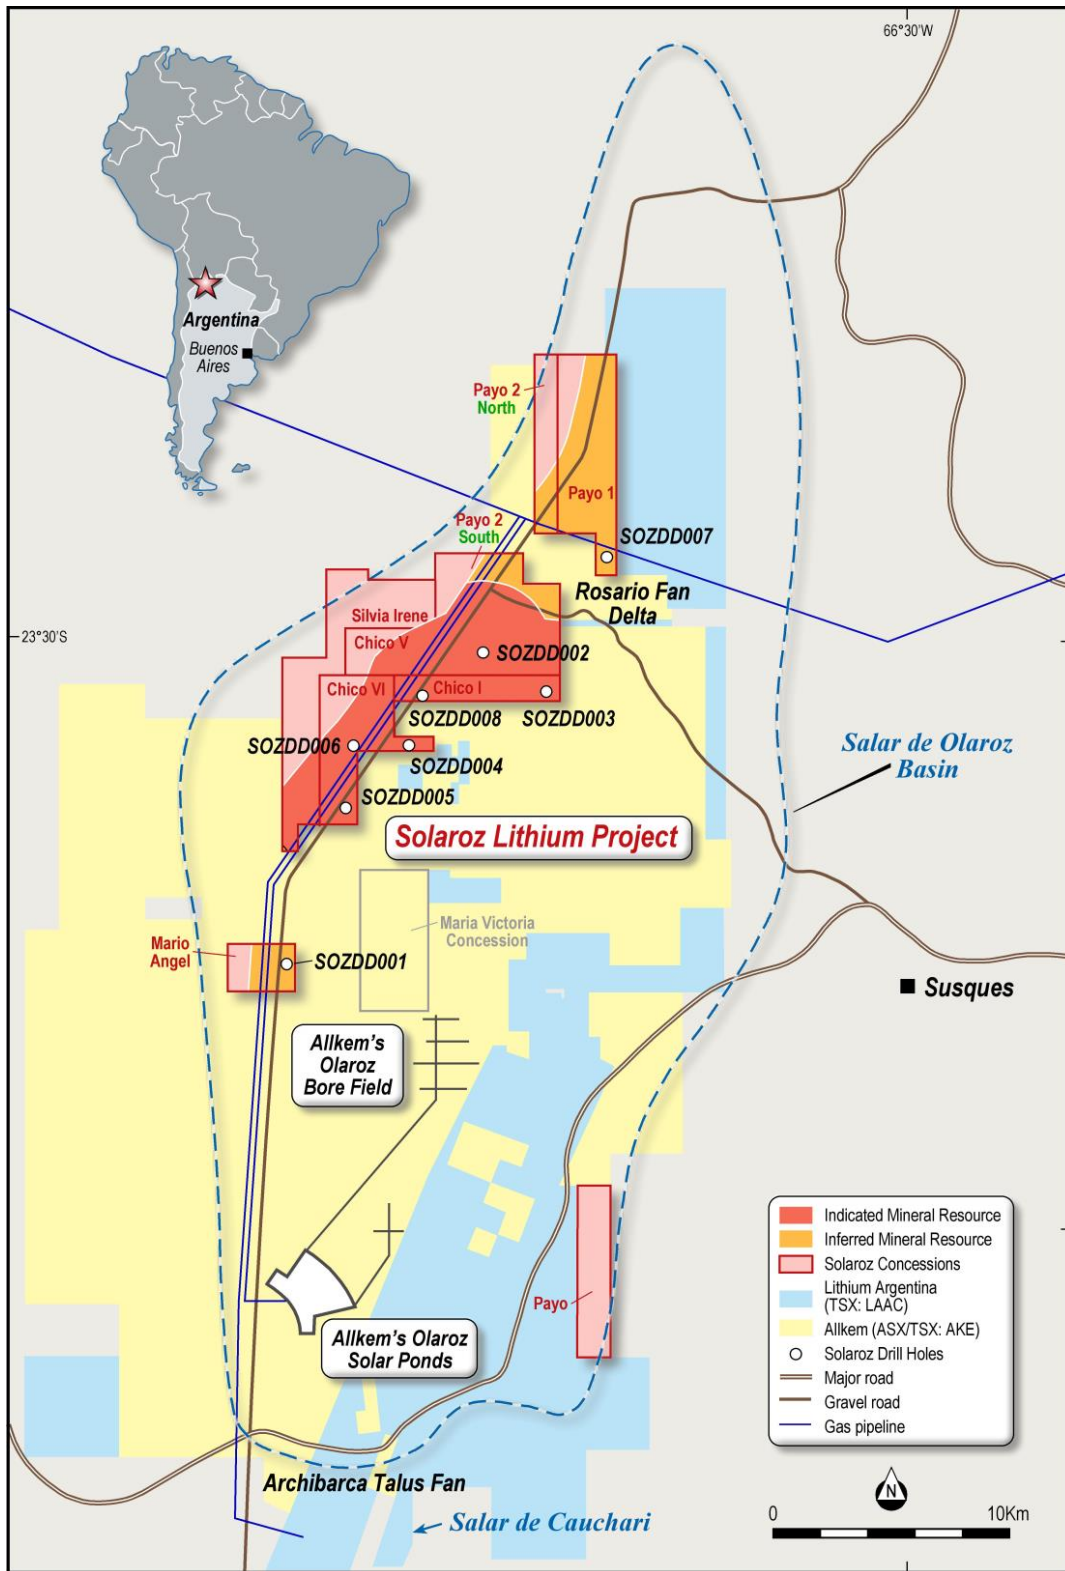 66°30'W
Argentina
Buenos
Aires
Payo 2
North
Payo 1
Payo 2
South
SOZDD007
Rosario Fan
Delta
23°30'S
Silvia Irene
Chico V
SOZDD002
Chico VI
Chico I
SOZDD008
SOZDD003
SOZDD006
SOZDD004
SOZDD005
Salar de Olaroz
Basin
Solaroz Lithium Project
Maria Victoria
Concession
Mario
Angel
SOZDD001
Susques
Allkem's
Olaroz
Bore Field
Payo
Allkem's Olaroz
Solar Ponds
Archibarca Talus Fan
Salar de Cauchari
Indicated Mineral Resource
Inferred Mineral Resource
Solaroz Concessions
Lithium Argentina
(TSX: LAAC)
Allkem (ASX/TSX: AKE)
Solaroz Drill Holes
Major road
Gravel road
Gas pipeline
N
0 10Km